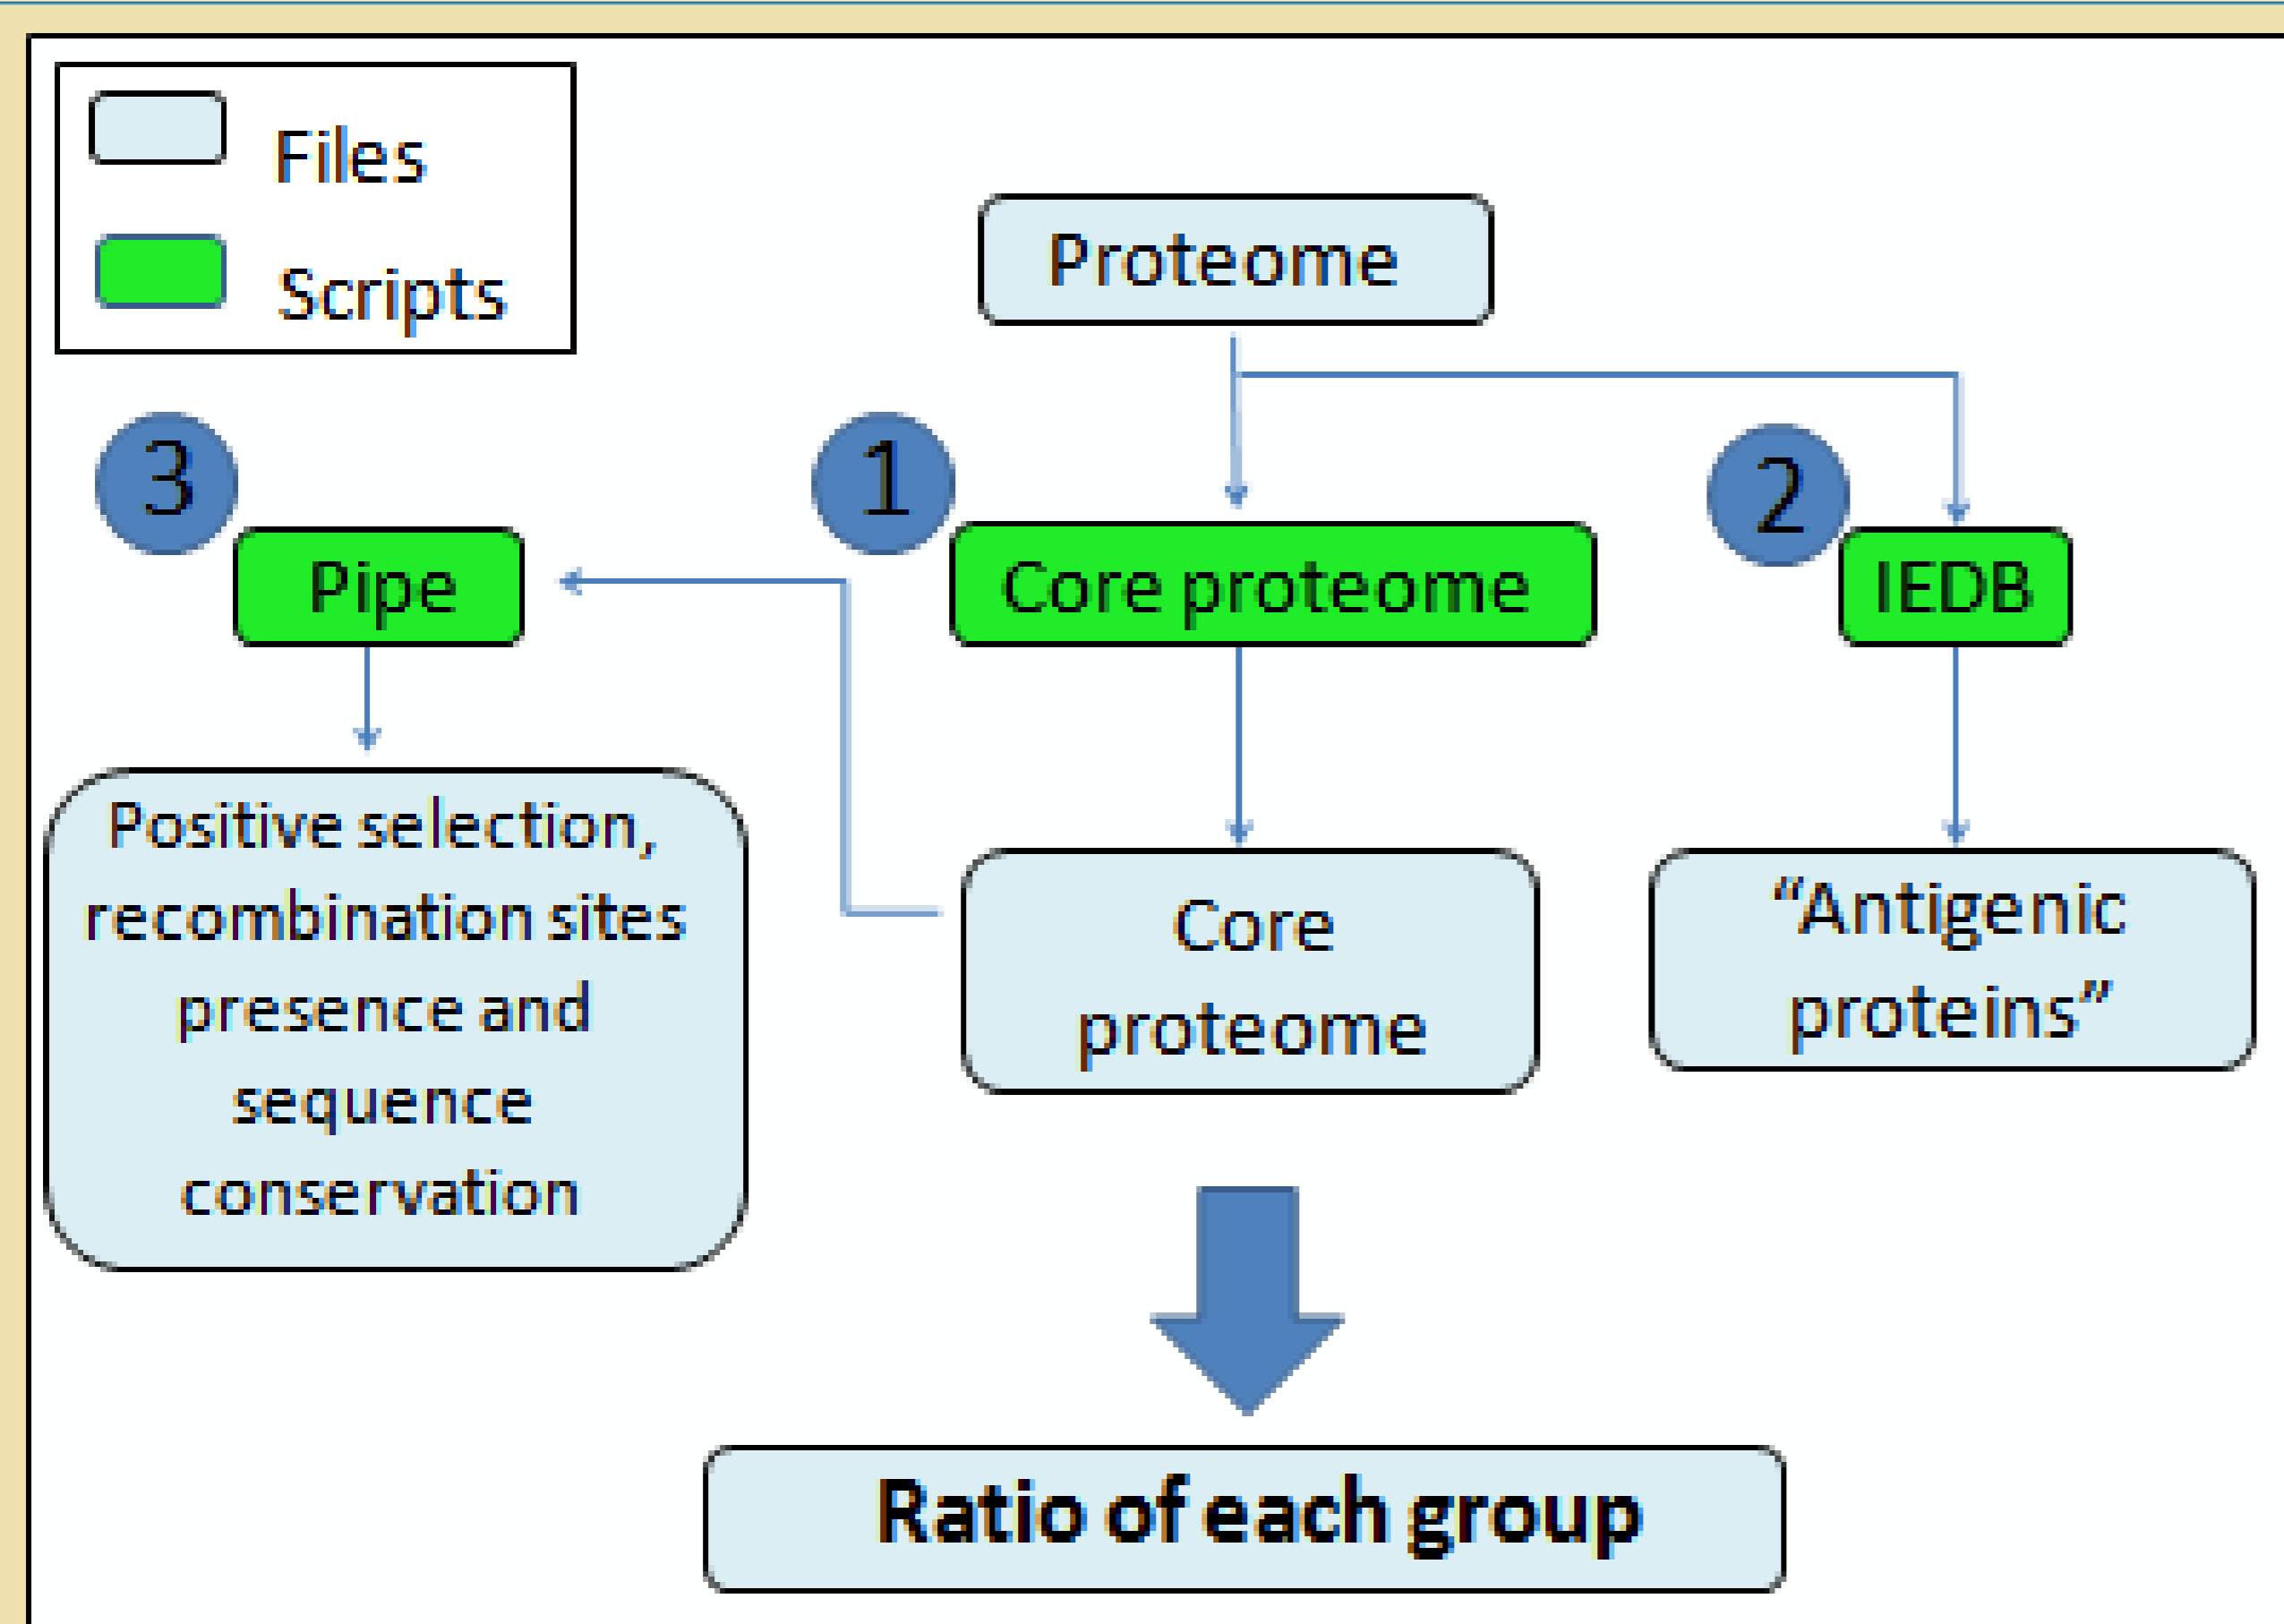 Files
Scripts
Proteome
3
1
2
Pipe
Core proteome
IEDB
Positive selection,
recombination sites
presence and
sequence
conservation
Core
proteome
“Antigenic
proteins”
Ratio of each group